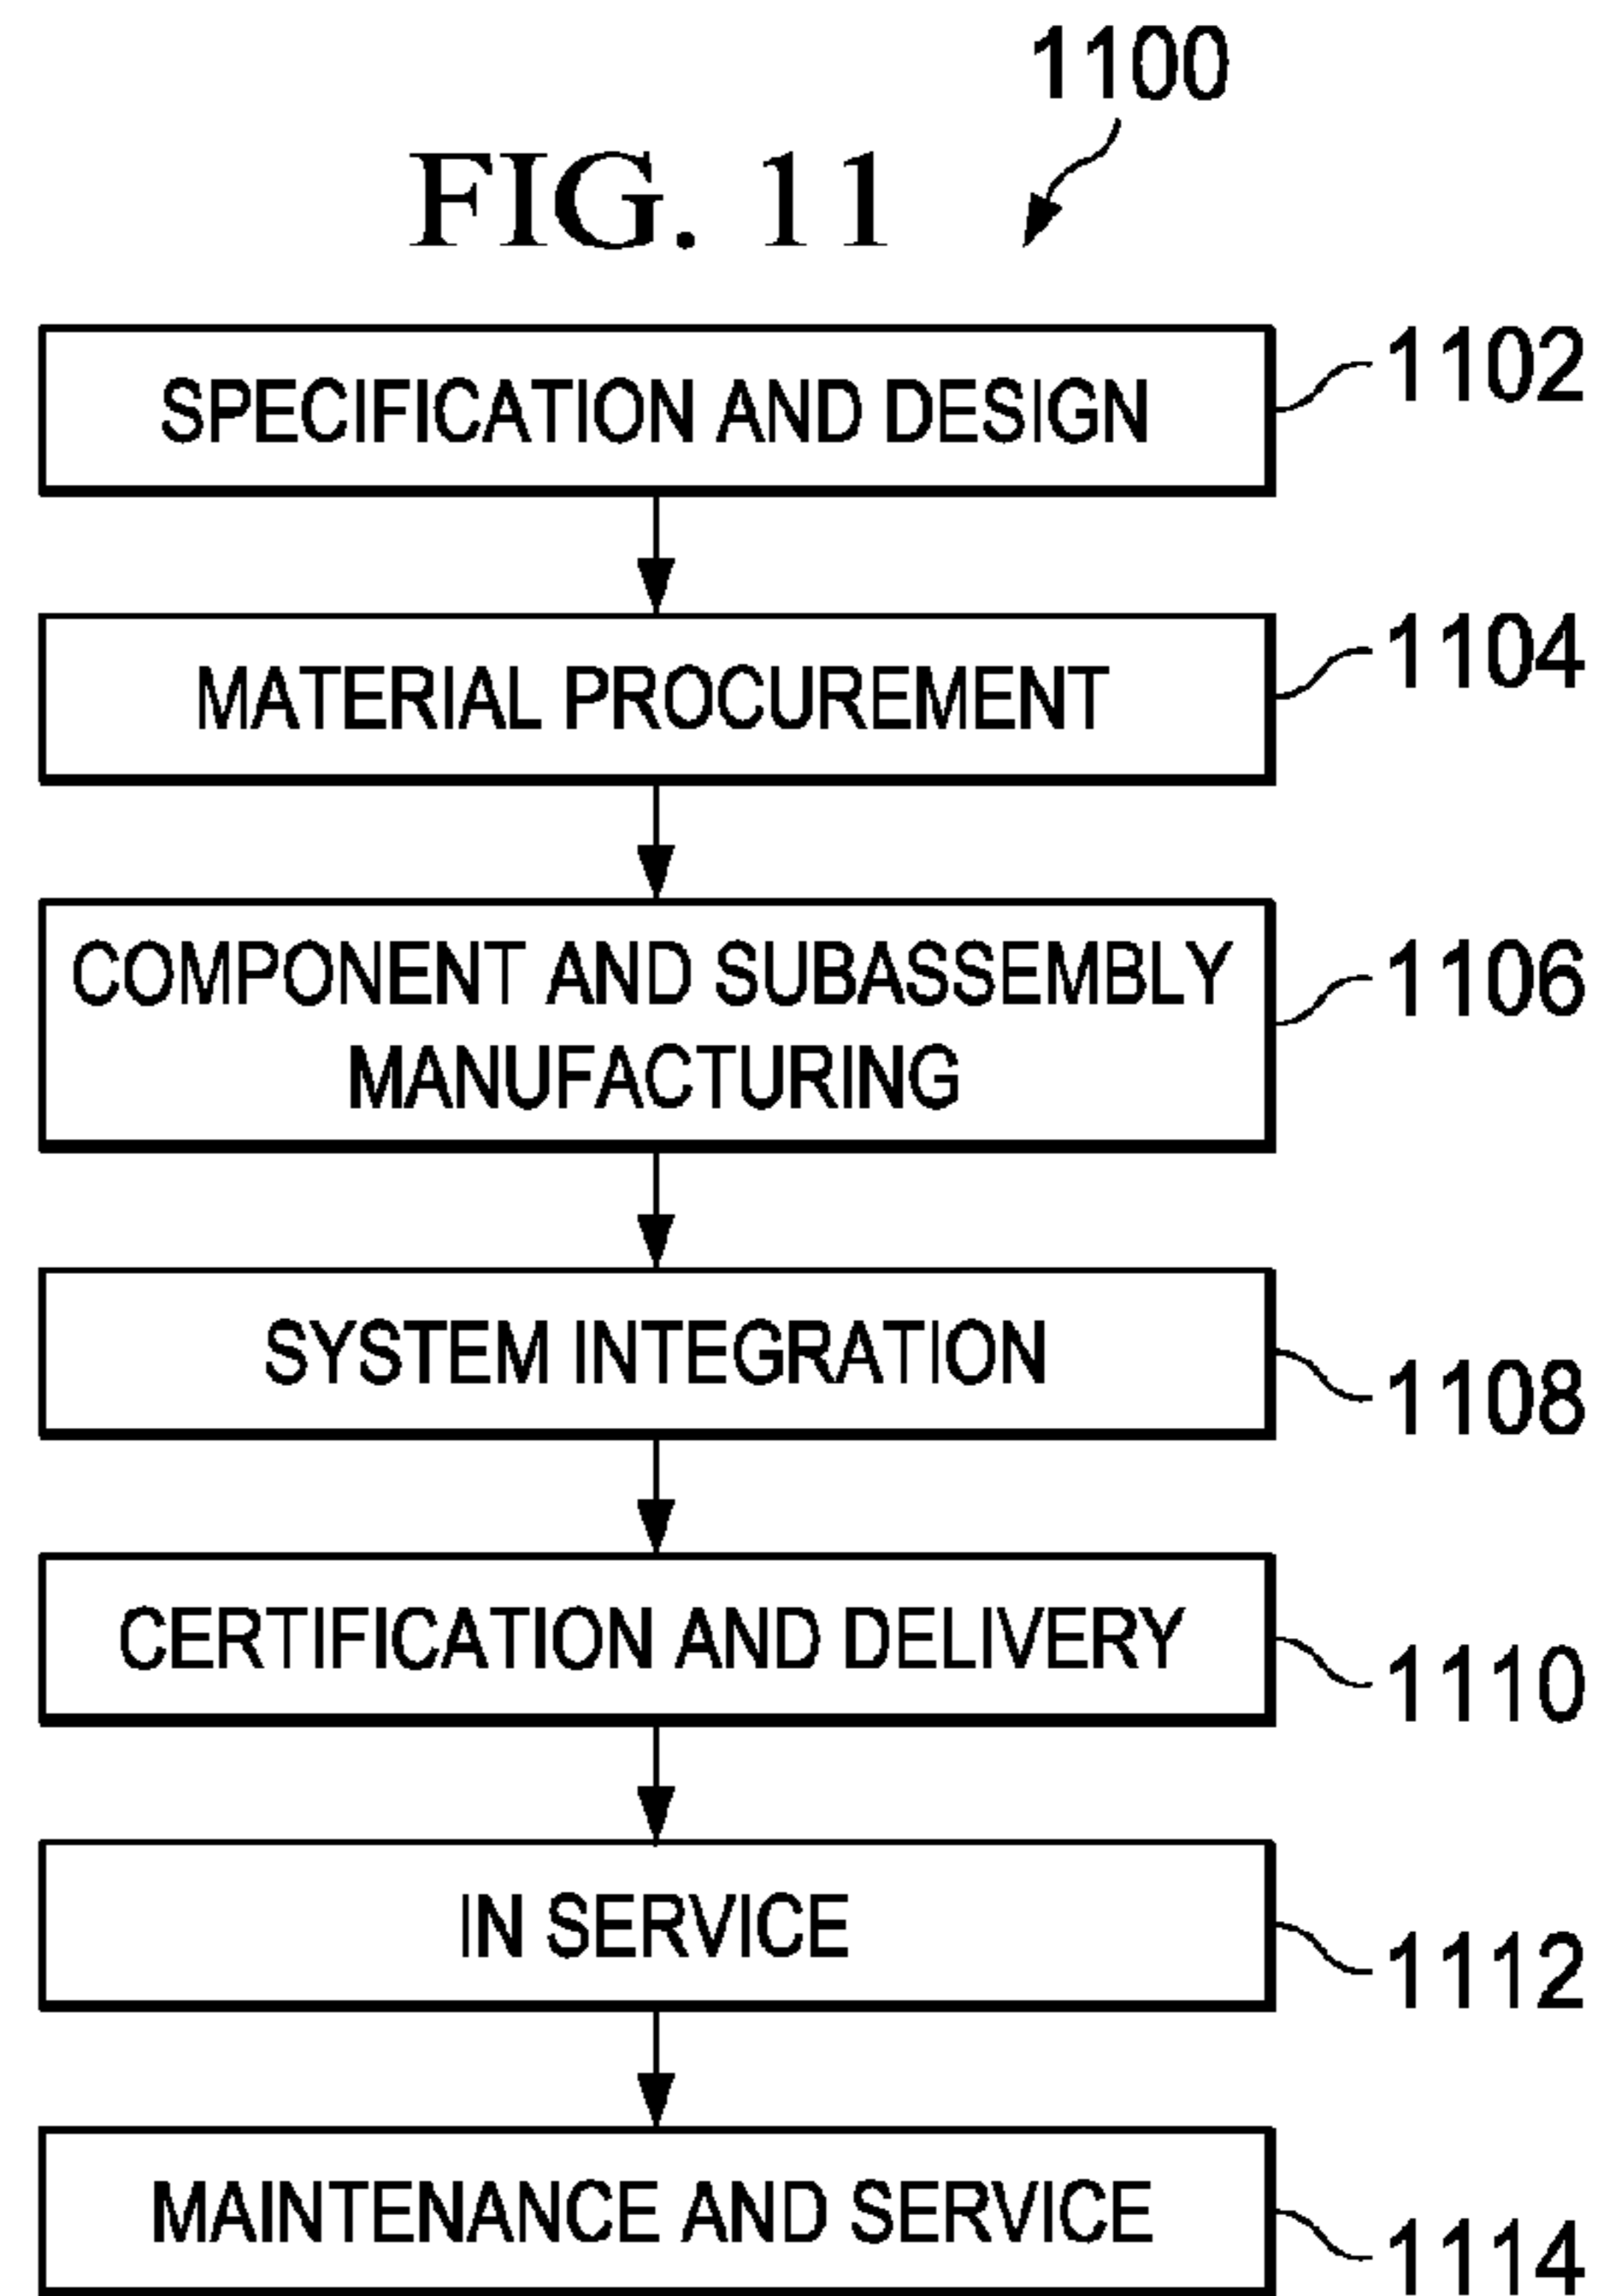 1100
FIG. 11
SPECIFICATION AND DESIGN
1102
MATERIAL PROCUREMENT
1104
COMPONENT AND SUBASSEMBLY
MANUFACTURING
1106
SYSTEM INTEGRATION
1108
CERTIFICATION AND DELIVERY
1110
IN SERVICE
1112
MAINTENANCE AND SERVICE
1114